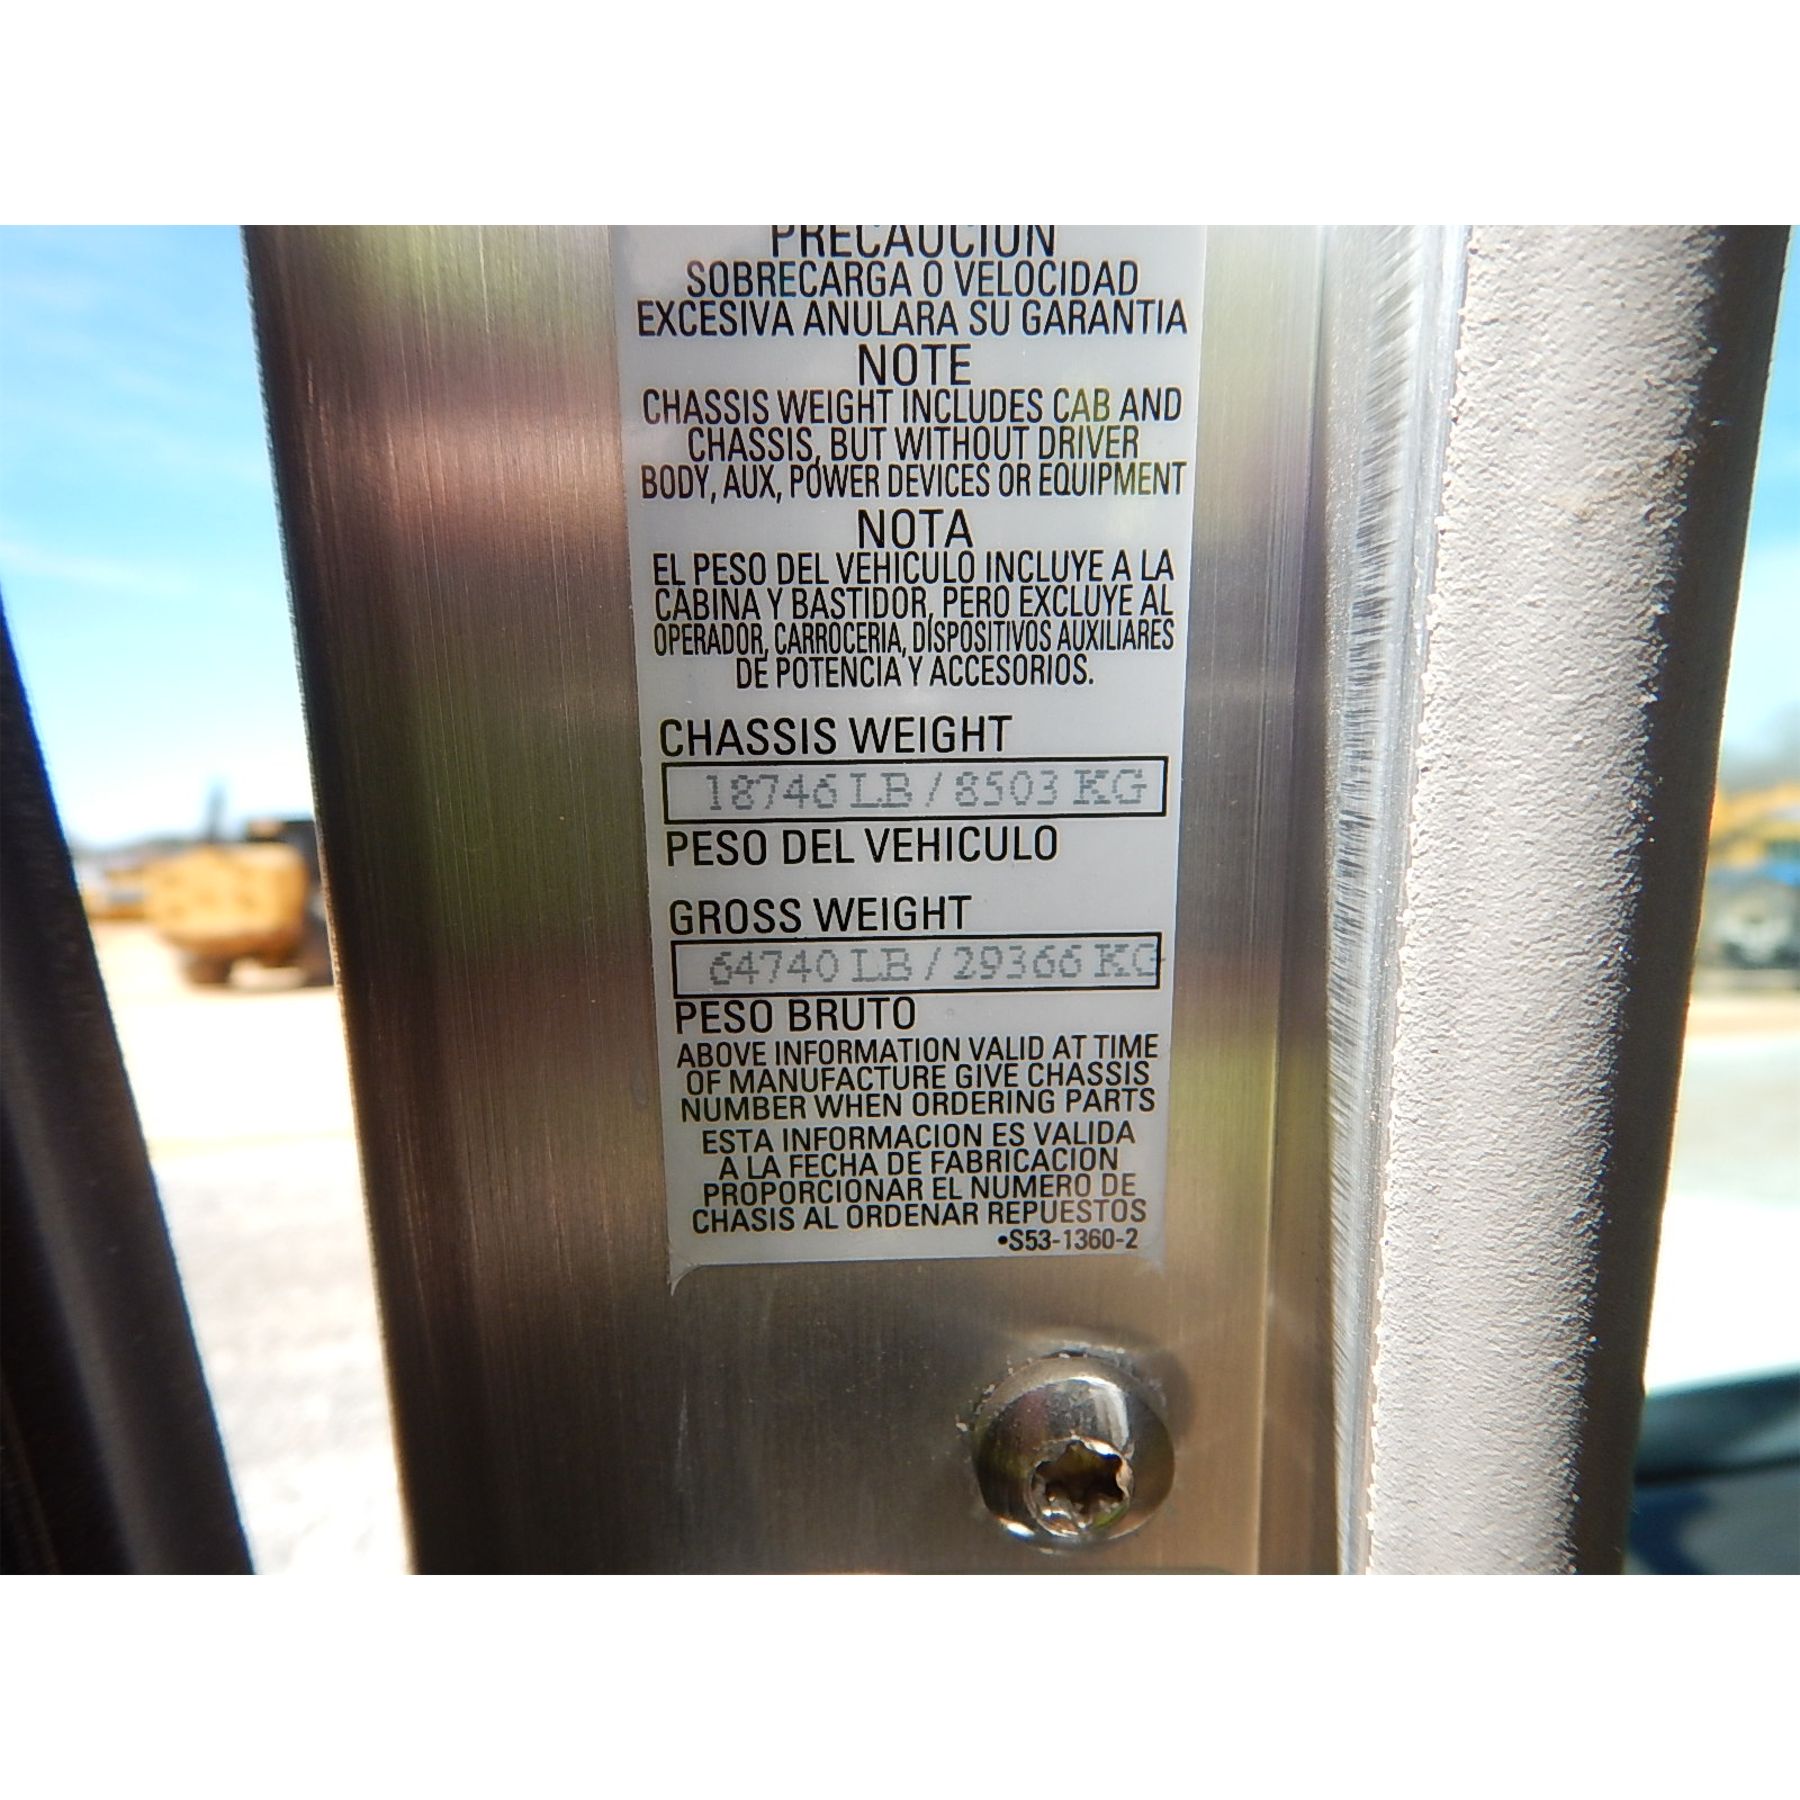 PRECAUCION
SOBRECARGA O VELOCIDAD
EXCESIVA ANULARA SU GARANTIA
NOTE
CHASSIS WEIGHT INCLUDES CAB AND
CHASSIS, BUT WITHOUT DRIVER
BODY, AUX, POWER DEVICES OR EQUIPMENT
NOTA
EL PESO DEL VEHICULO INCLUYE A LA
CABINA Y BASTIDOR, PERO EXCLUYE AL
OPERADOR, CARROCERIA, DISPOSITIVOS AUXILIARES
DE POTENCIA Y ACCESORIOS.
CHASSIS WEIGHT
18746 LB / 8503 KG
PESO DEL VEHICULO
GROSS WEIGHT
64740 LB / 29366 KG
PESO BRUTO
ABOVE INFORMATION VALID AT TIME
OF MANUFACTURE GIVE CHASSIS
NUMBER WHEN ORDERING PARTS
ESTA INFORMACION ES VALIDA
A LA FECHA DE FABRICACION
PROPORCIONAR EL NUMERO DE
CHASIS AL ORDENAR REPUESTOS
•S53-1360-2